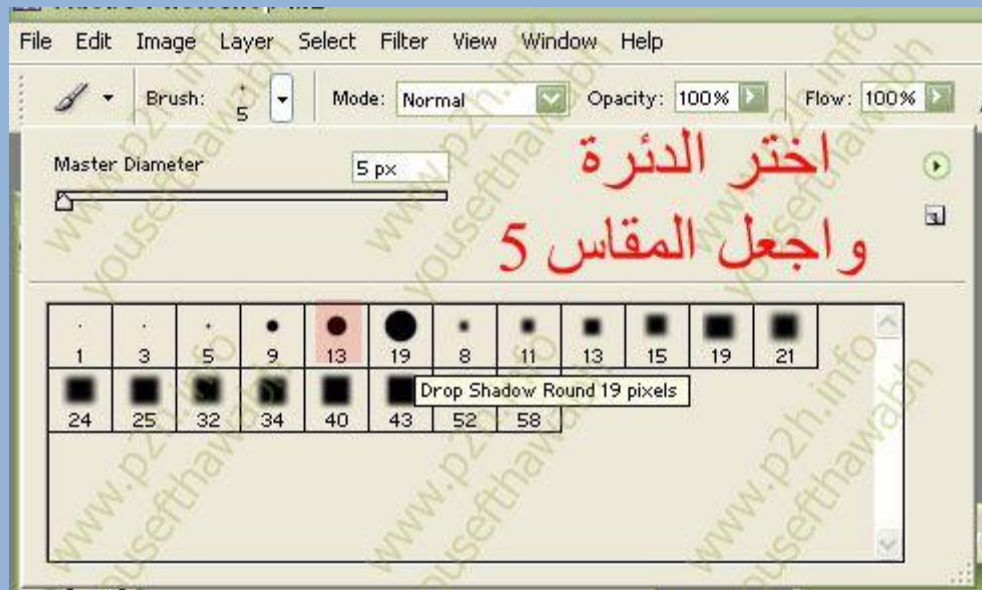 File Edit Image Layer Select Filter View Window Help
Brush: 5 Mode: Normal Opacity: 100% Flow: 100%
Master Diameter 5 px
اختر الدئرة
واجعل المقاس 5
1 3 5 9 13 19 8 11 13 15 19 21
24 25 32 34 40 43 52 58
Drop Shadow Round 19 pixels
www.p2h.info
yousefthawabh